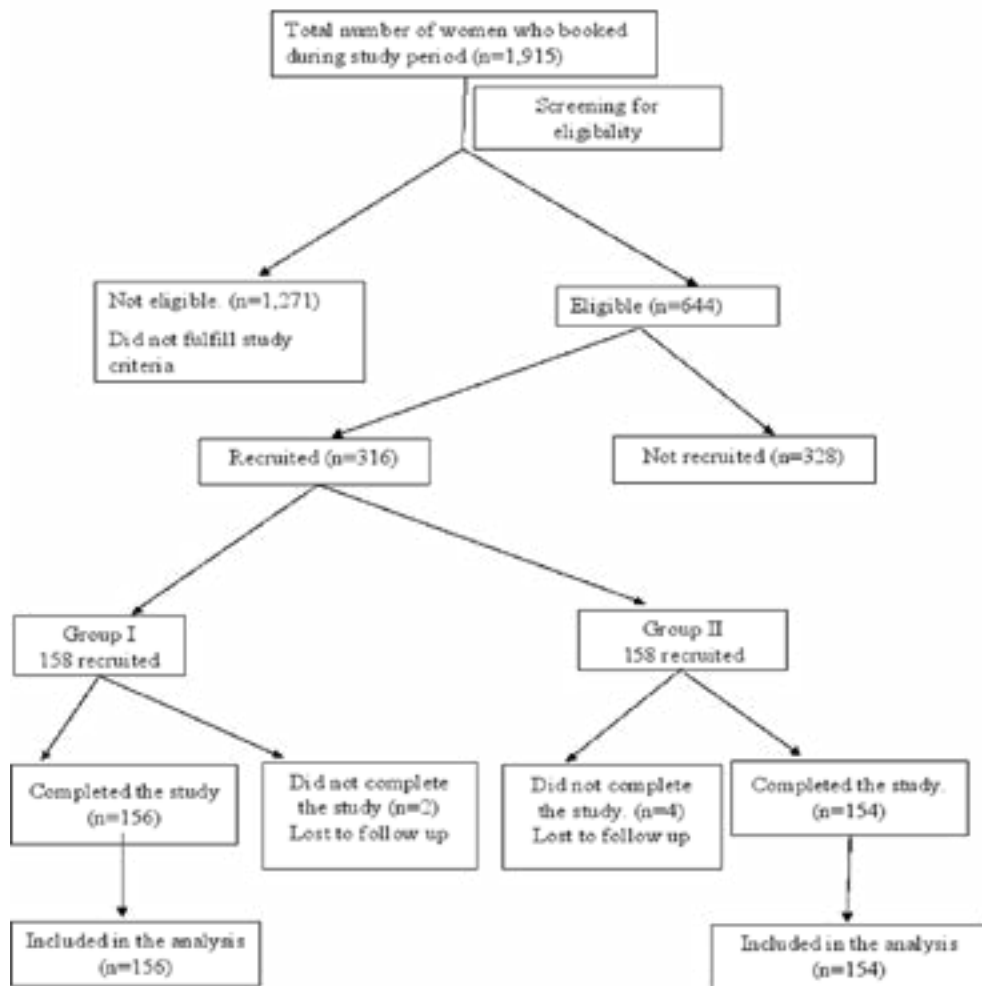 Total number of women who booked
during study period (n=1,915)
Screening for
eligibility
Not eligible. (n=1,271)
Did not fulfill study
criteria
Eligible (n=644)
Recruited (n=316)
Not recruited (n=328)
Group I
158 recruited
Group II
158 recruited
Completed the study
(n=156)
Did not complete
the study (n=2)
Lost to follow up
Did not complete
the study. (n=4)
Lost to follow up
Completed the study.
(n=154)
Included in the analysis
(n=156)
Included in the analysis
(n=154)